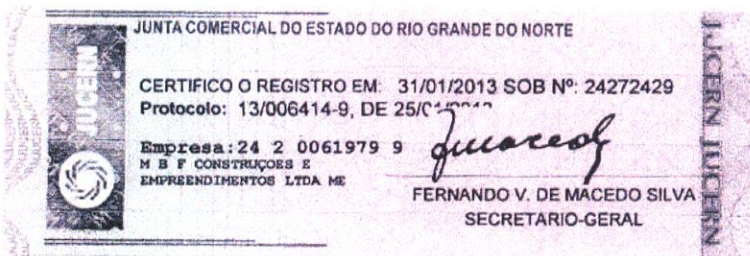 JUNTA COMERCIAL DO ESTADO DO RIO GRANDE DO NORTE
CERTIFICO O REGISTRO EM: 31/01/2013 SOB Nº: 24272429
Protocolo: 13/006414-9, DE
Empresa:24 2 0061979 9
M B F CONSTRUÇOES E
EMPREENDIMENTOS LTDA ME
FERNANDO V. DE MACEDO SILVA
SECRETARIO-GERAL
JUCERN
JUCERN JUCERN